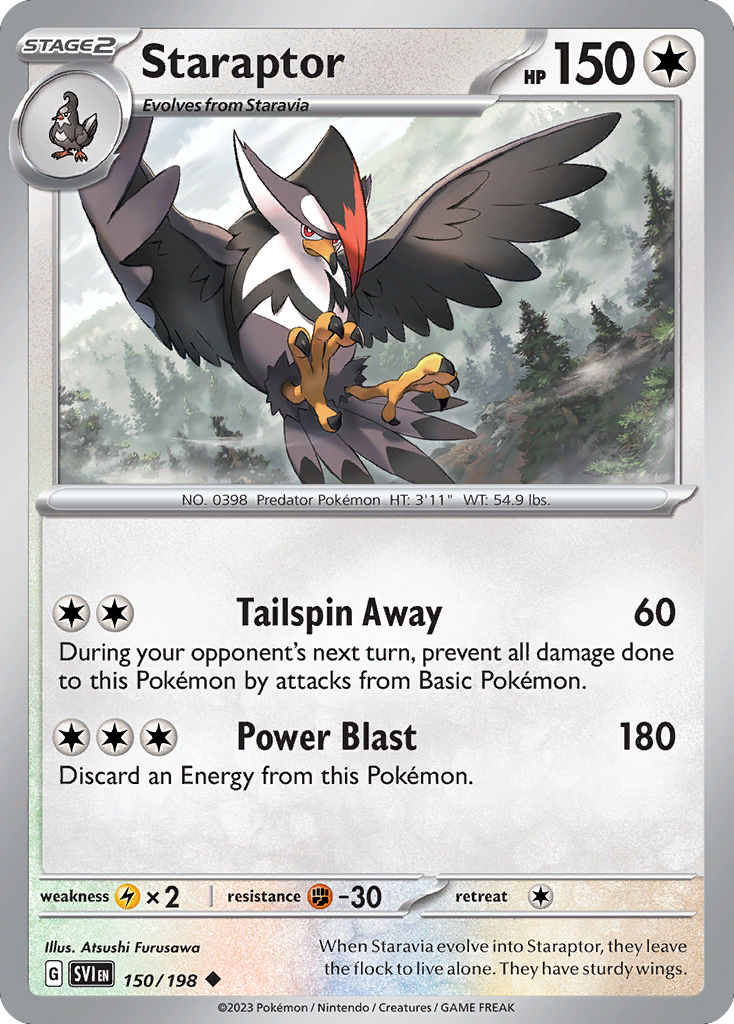 STAGE2
Staraptor
HP 150
Evolves from Staravia
NO. 0398 Predator Pokémon HT: 3'11" WT: 54.9 lbs.
Tailspin Away 60
During your opponent's next turn, prevent all damage done
to this Pokémon by attacks from Basic Pokémon.
Power Blast 180
Discard an Energy from this Pokémon.
weakness ×2 resistance -30 retreat
Illus. Atsushi Furusawa
G SVI EN 150/198
When Staravia evolve into Staraptor, they leave
the flock to live alone. They have sturdy wings.
©2023 Pokémon / Nintendo / Creatures / GAME FREAK